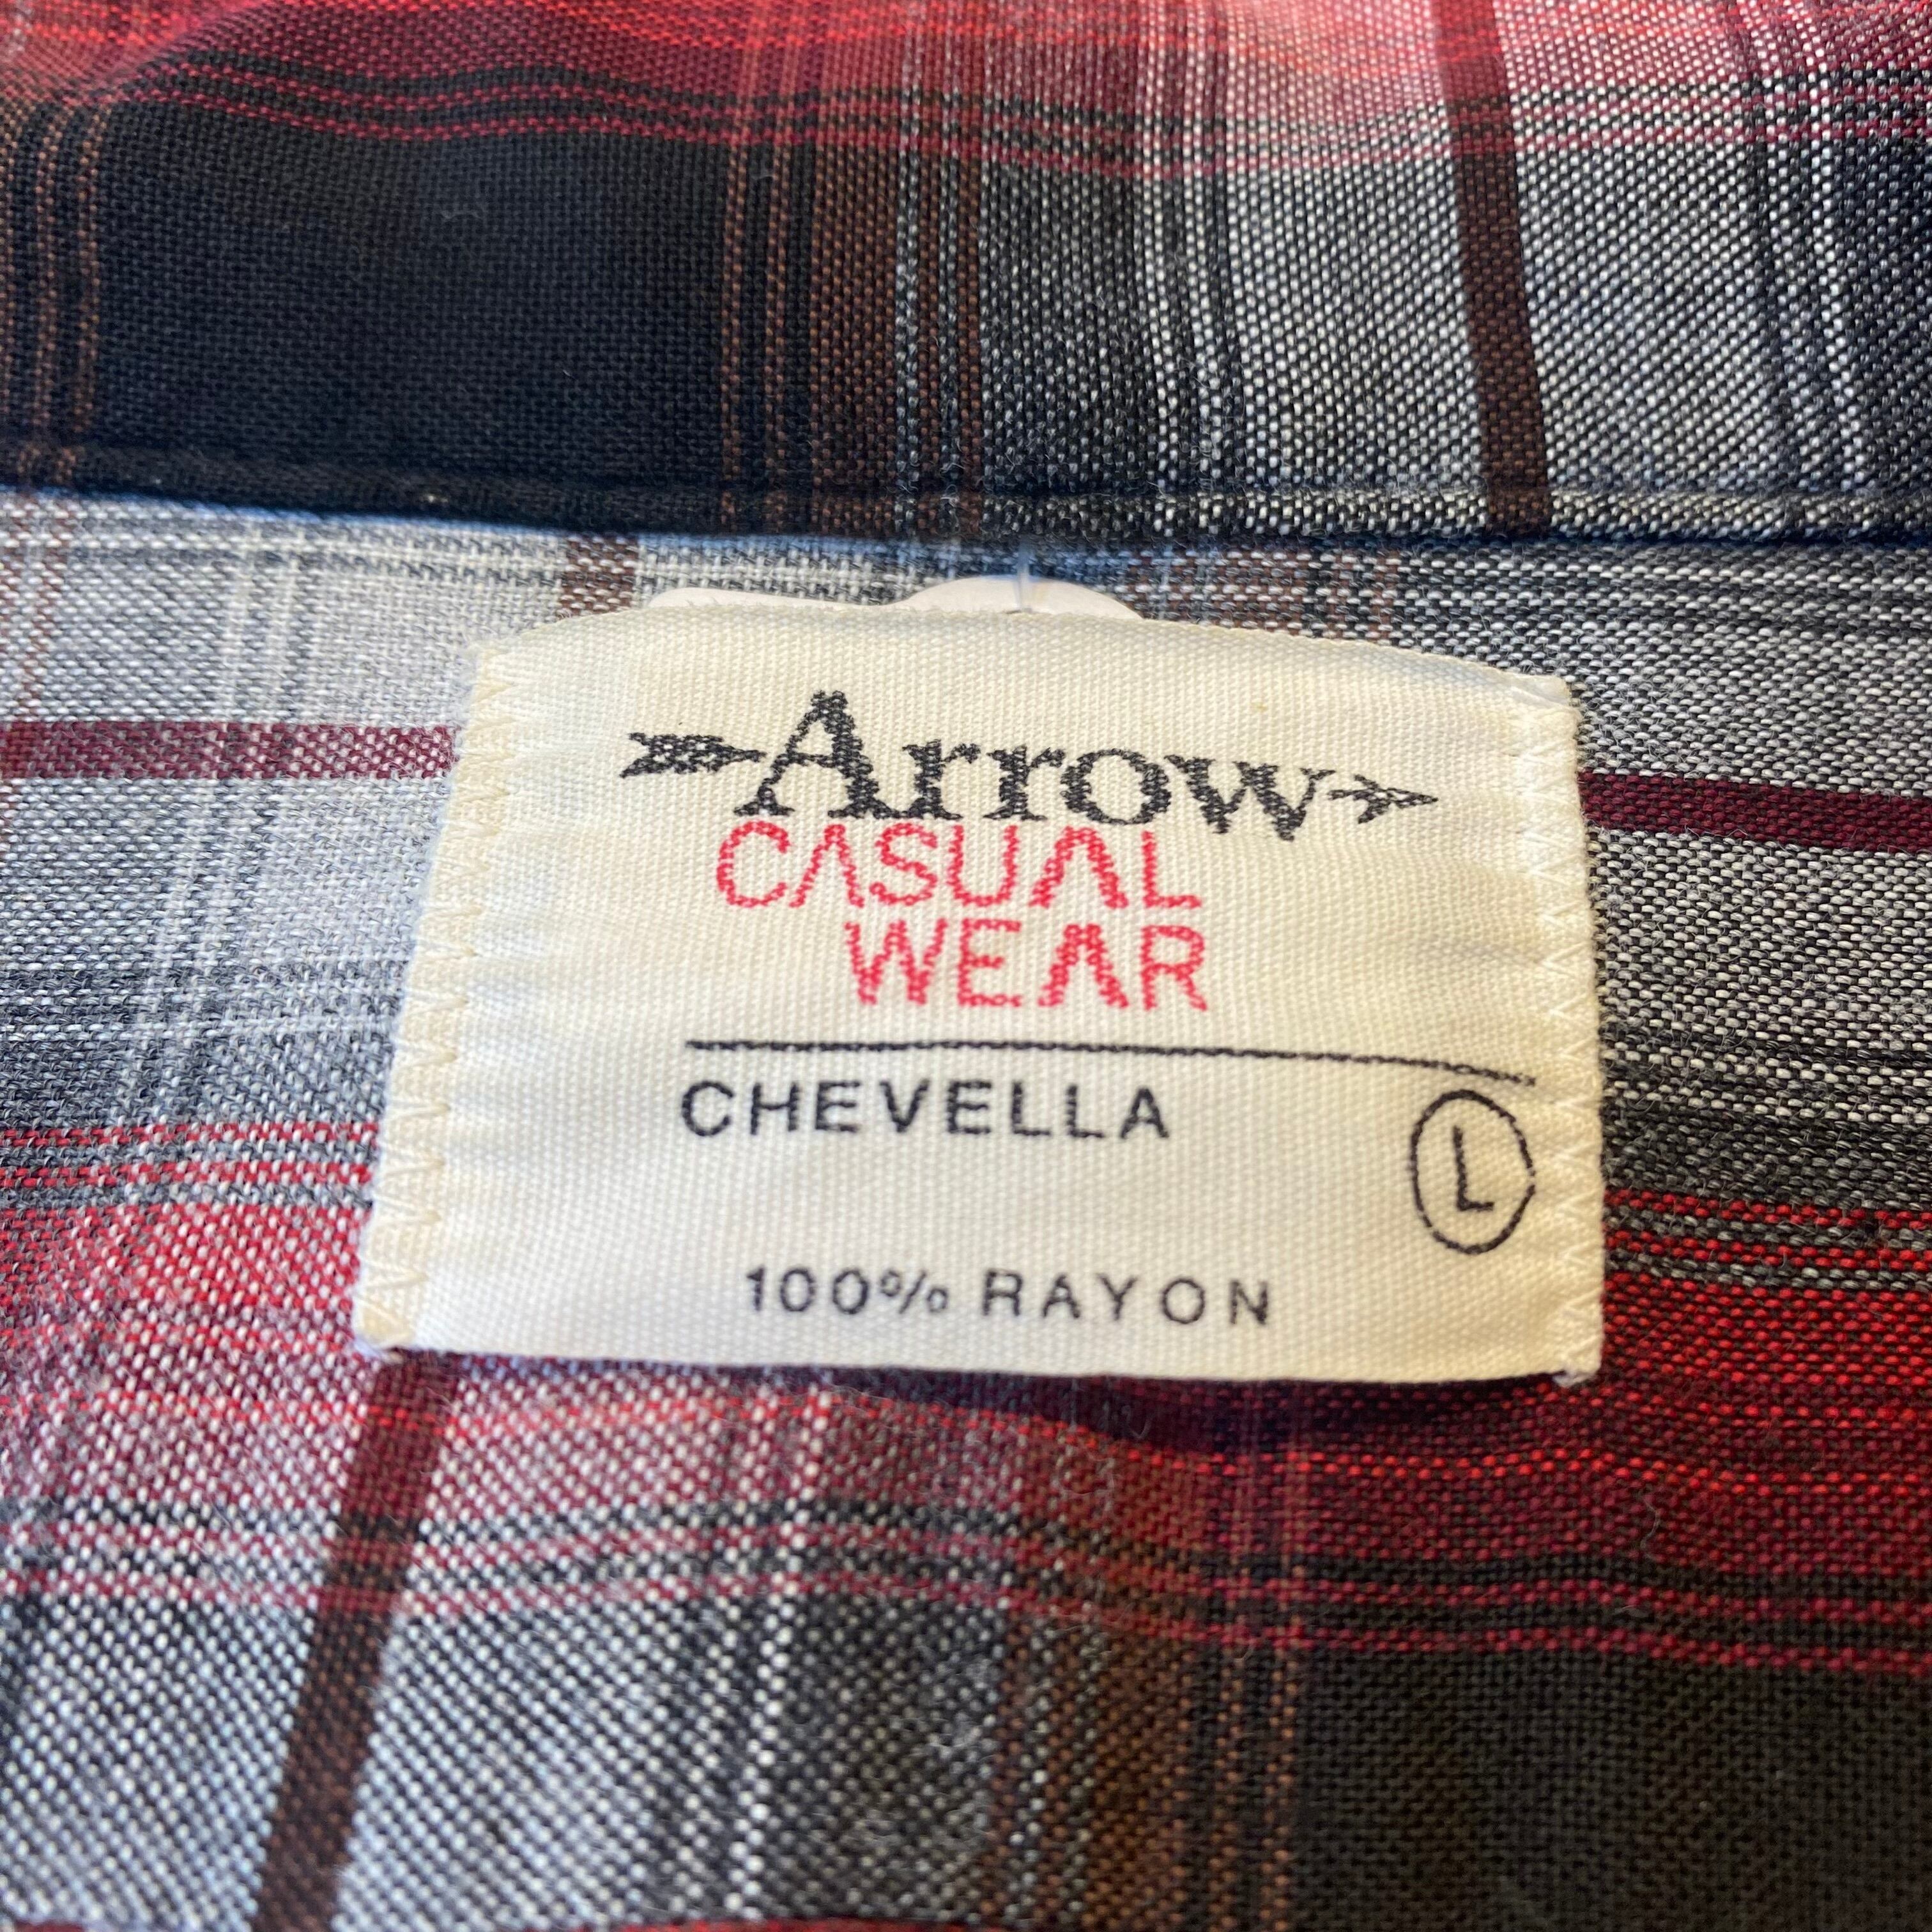 Arrow
CASUAL
WEAR
CHEVELLA
L
100% RAYON